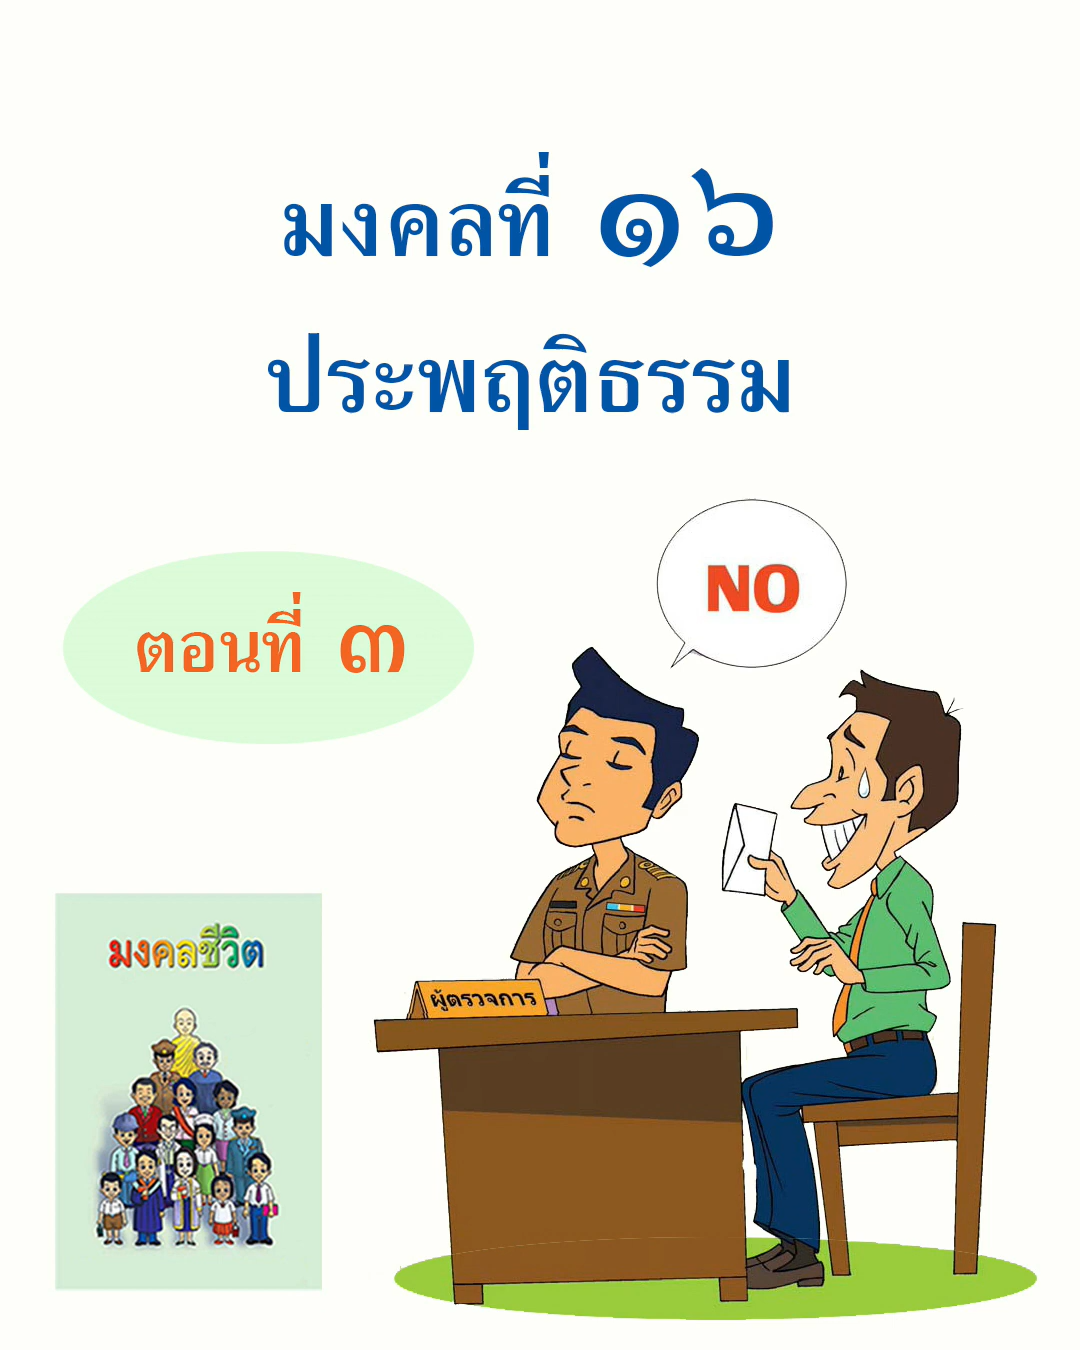 มงคลที่ ๑๖
ประพฤติธรรม
NO
ตอนที่ ๓
มงคลชีวิต
ผู้ตรวจการ